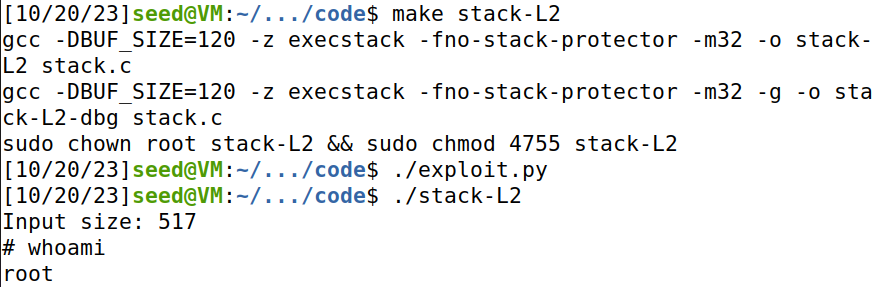 [10/20/23]seed@VM:~/.../code$ make stack-L2
gcc -DBUF_SIZE=120 -z execstack -fno-stack-protector -m32 -o stack-
L2 stack.c
gcc -DBUF_SIZE=120 -z execstack -fno-stack-protector -m32 -g -o sta
ck-L2-dbg stack.c
sudo chown root stack-L2 && sudo chmod 4755 stack-L2
[10/20/23]seed@VM:~/.../code$ ./exploit.py
[10/20/23]seed@VM:~/.../code$ ./stack-L2
Input size: 517
# whoami
root